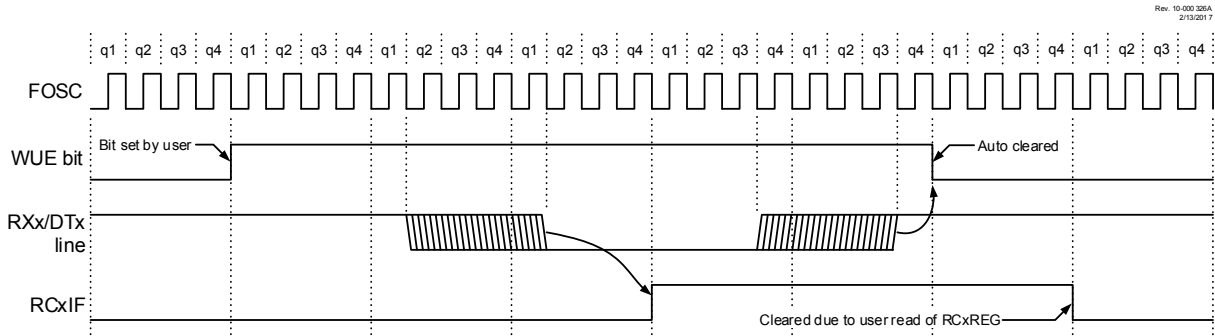 Rev. 10-000 326A
2/13/201 7
q1 q2 q3 q4 q1 q2 q3 q4 q1 q2 q3 q4 q1 q2 q3 q4 q1 q2 q3 q4 q1 q2 q3 q4 q1 q2 q3 q4 q1 q2 q3 q4
FOSC
WUE bit
Bit set by user
Auto cleared
RXx/DTx
line
RCxIF
Cleared due to user read of RCxREG